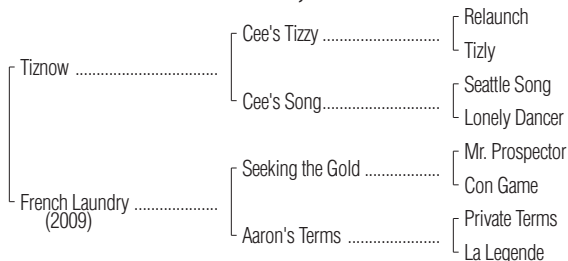 Relaunch
Cee's Tizzy ........................
Tizly
Tiznow .............................
Seattle Song
Cee's Song........................
Lonely Dancer
Mr. Prospector
Seeking the Gold ...............
Con Game
French Laundry .................
(2009)
Private Terms
Aaron's Terms ..................
La Legende